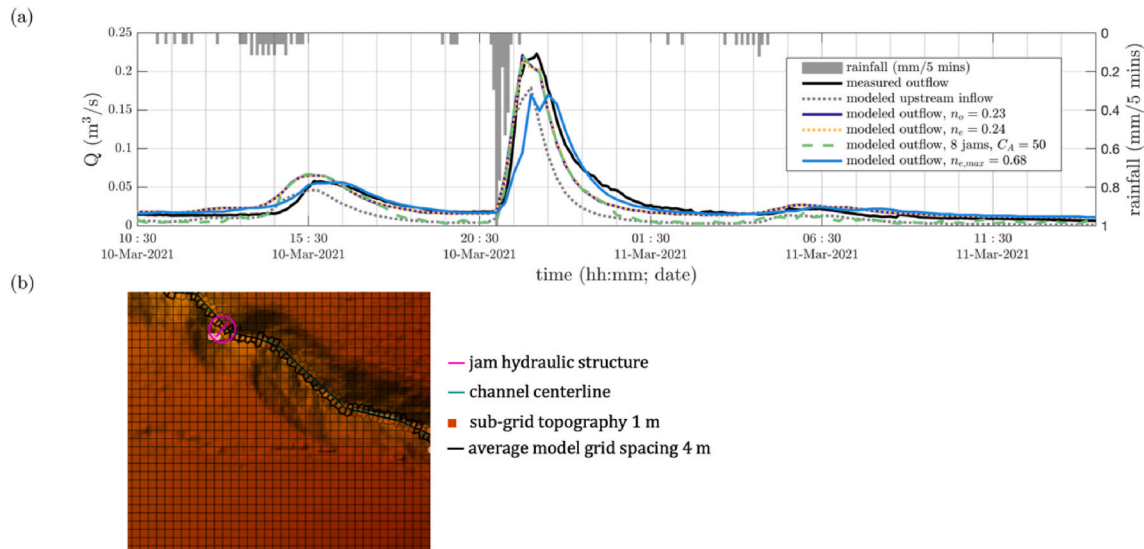 (a)
0.25
0.2
0.15
0.1
0.05
0
Q (m³/s)
0
0.2
0.4
0.6
0.8
1
rainfall (mm/5 mins)
rainfall (mm/5 mins)
measured outflow
modeled upstream inflow
modeled outflow, nₒ = 0.23
modeled outflow, nₑ = 0.24
modeled outflow, 8 jams, C_A = 50
modeled outflow, n_{e,max} = 0.68
10 : 30 15 : 30 20 : 30 01 : 30 06 : 30 11 : 30
10-Mar-2021 10-Mar-2021 10-Mar-2021 11-Mar-2021 11-Mar-2021 11-Mar-2021
time (hh:mm; date)
(b)
jam hydraulic structure
channel centerline
sub-grid topography 1 m
average model grid spacing 4 m